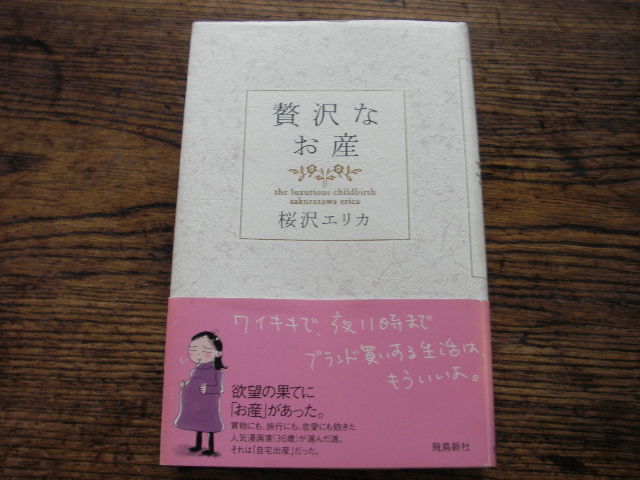 贅沢な
お産
the luxurious childbirth
sakurazawa erica
桜沢エリカ
ワイキキで、夜11時まで
ブランド買いする生活は、
もういいよ。
欲望の果てに
「お産」があった。
買物にも、旅行にも、恋愛にも飽きた
人気漫画家(36歳)が選んだ道。
それは「自宅出産」だった。
飛鳥新社